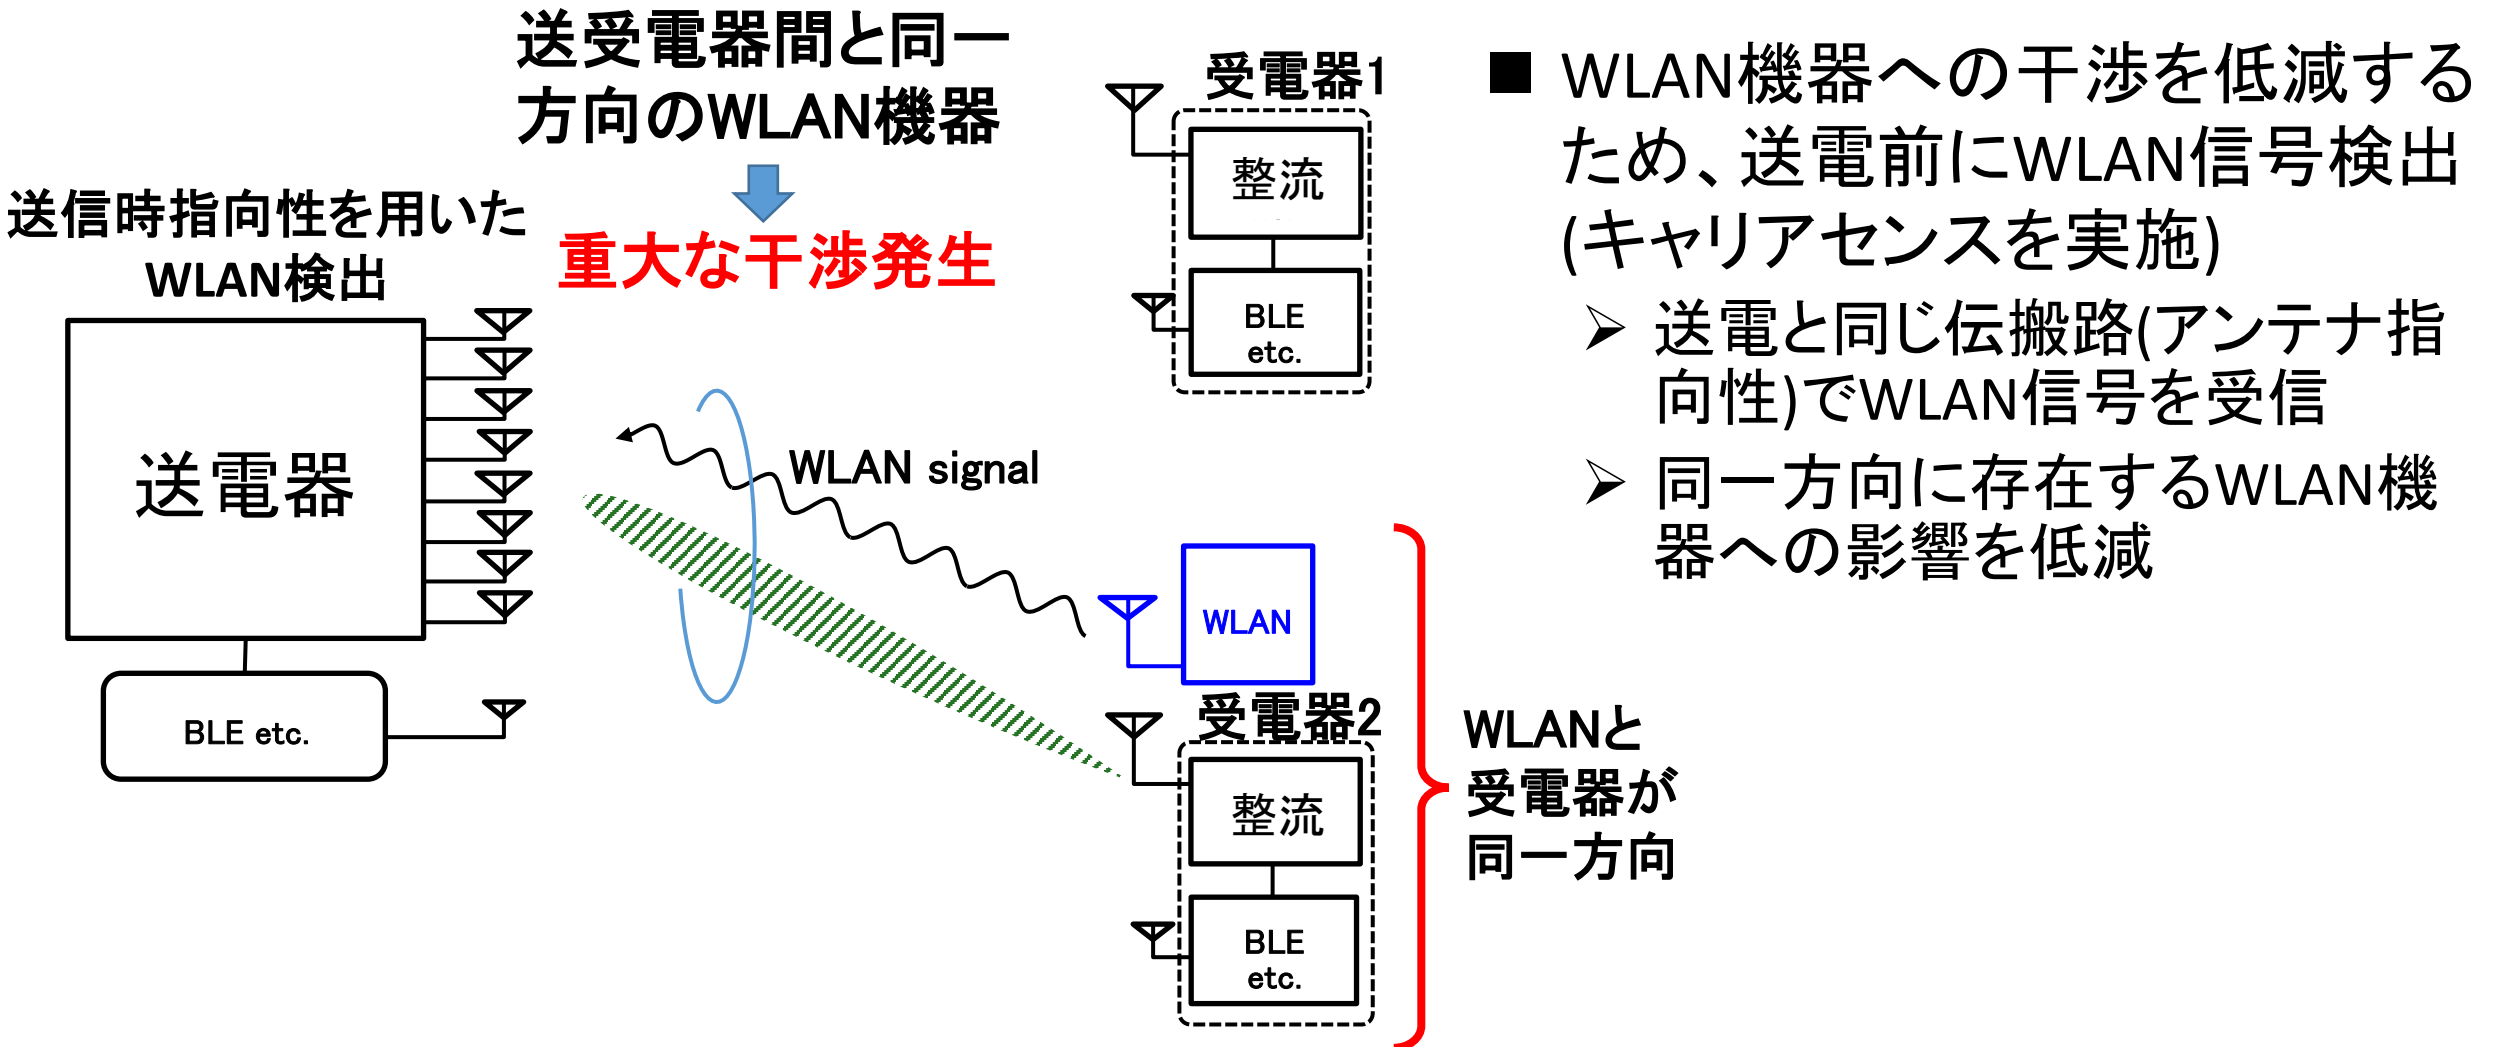 送受電器間と同一
方向のWLAN機器
重大な干渉発生
送信時指向性を用いた
WLAN検出
送電器
BLE etc.
WLAN signal
受電器1
整流
BLE
etc.
WLAN
受電器2
整流
BLE
etc.
WLANと
受電器が
同一方向
■ WLAN機器への干渉を低減する
ため、送電前にWLAN信号検出
(キャリアセンス)を実施
➢ 送電と同じ伝搬路(アンテナ指
向性)でWLAN信号を受信
➢ 同一方向に存在するWLAN機
器への影響を低減